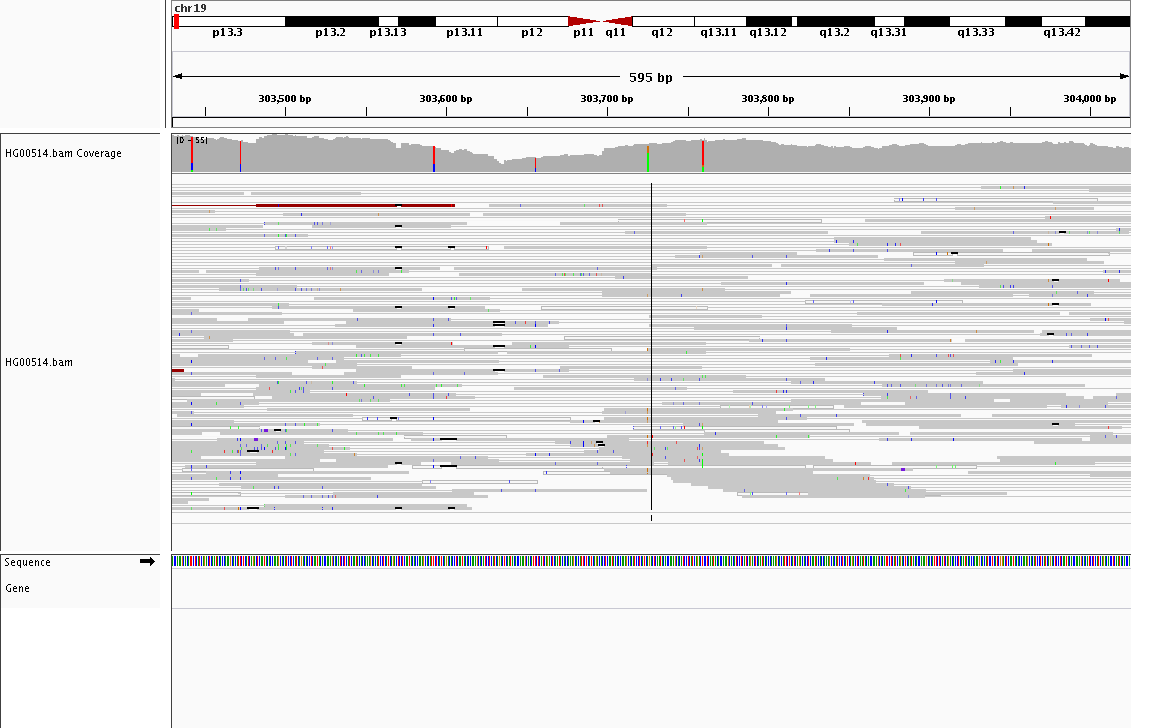 chr19
p13.3 p13.2 p13.13 p13.11 p12 p11 q11 q12 q13.11 q13.12 q13.2 q13.31 q13.33 q13.42
595 bp
303,500 bp 303,600 bp 303,700 bp 303,800 bp 303,900 bp 304,000 bp
HG00514.bam Coverage
[0 - 55]
HG00514.bam
Sequence
Gene